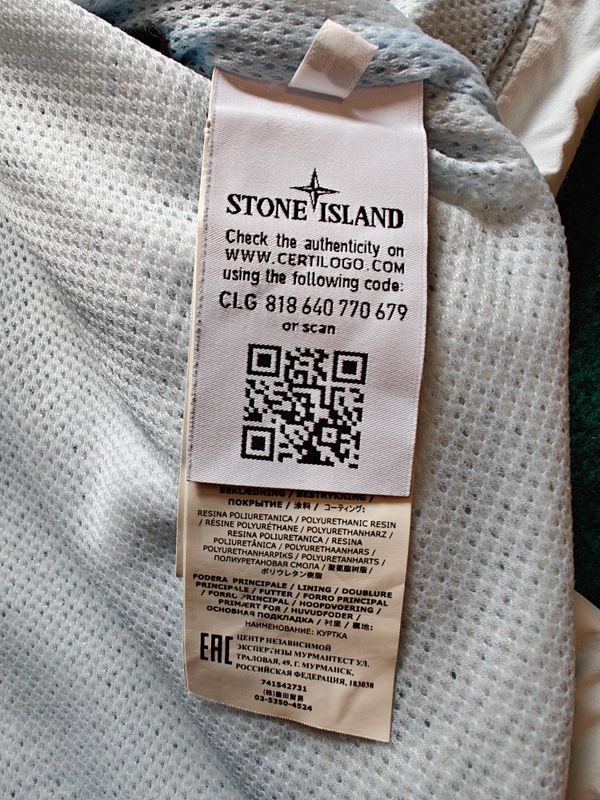 STONE ISLAND
Check the authenticity on
WWW.CERTILOGO.COM
using the following code:
CLG 818 640 770 679
or scan
BEKLÆDNING / BESTRYKNING /
ПОКРЫТИЕ / 涂料 / コーティング:
RESINA POLIURETANICA / POLYURETHANIC RESIN
/ RÉSINE POLYURÉTHANE / POLYURETHANHARZ /
RESINA POLIURETANICA / RESINA
POLIURETÂNICA / POLYURETHAANHARS /
POLYURETHANHARPIKS / POLYURETANHARTS /
ПОЛИУРЕТАНОВАЯ СМОЛА / 聚氨酯树脂 /
ポリウレタン樹脂
FODERA PRINCIPALE / LINING / DOUBLURE
PRINCIPALE / FUTTER / FORRO PRINCIPAL
/ FORRO PRINCIPAL / HOOFDVOERING /
PRIMÆRT FOR / HUVUDFODER /
ОСНОВНАЯ ПОДКЛАДКА / 衬里 / 裏地:
НАИМЕНОВАНИЕ: КУРТКА
EAC ЦЕНТР НЕЗАВИСИМОЙ
ЭКСПЕРТИЗЫ МУРМАНТЕСТ УЛ.
ТРАЛОВАЯ, 49, Г. МУРМАНСК,
РОССИЙСКАЯ ФЕДЕРАЦИЯ, 183038
741542731
(株)豊田貿易
03-5350-4524